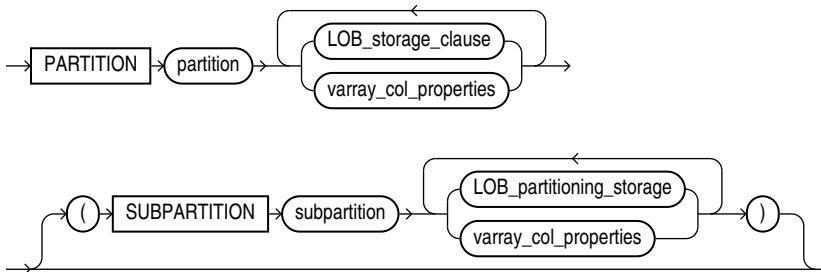 LOB_storage_clause
PARTITION partition
varray_col_properties
LOB_partitioning_storage
( SUBPARTITION subpartition )
varray_col_properties